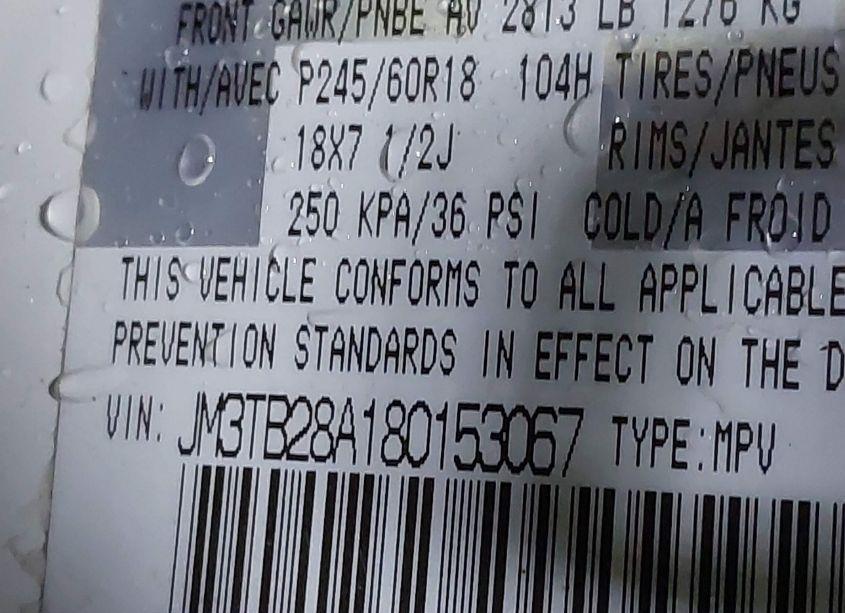 FRONT GAWR/PNBE AV 2813 LB 1276 KG
WITH/AVEC P245/60R18 104H TIRES/PNEUS
18X7 1/2J RIMS/JANTES
250 KPA/36 PSI COLD/A FROID
THIS VEHICLE CONFORMS TO ALL APPLICABLE
PREVENTION STANDARDS IN EFFECT ON THE D
VIN: JM3TB28A180153067 TYPE:MPV